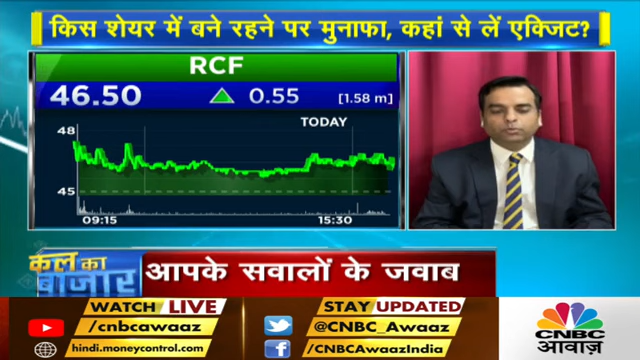 किस शेयर में बने रहने पर मुनाफा, कहां से लें एक्जिट?
RCF
46.50 ▲ 0.55 [1.58 m]
TODAY
48
45
09:15 15:30
कल का
बाज़ार
आपके सवालों के जवाब
WATCH LIVE
/cnbcawaaz
hindi.moneycontrol.com
STAY UPDATED
@CNBC_Awaaz
/CNBCAwaazIndia
CNBC
आवाज़